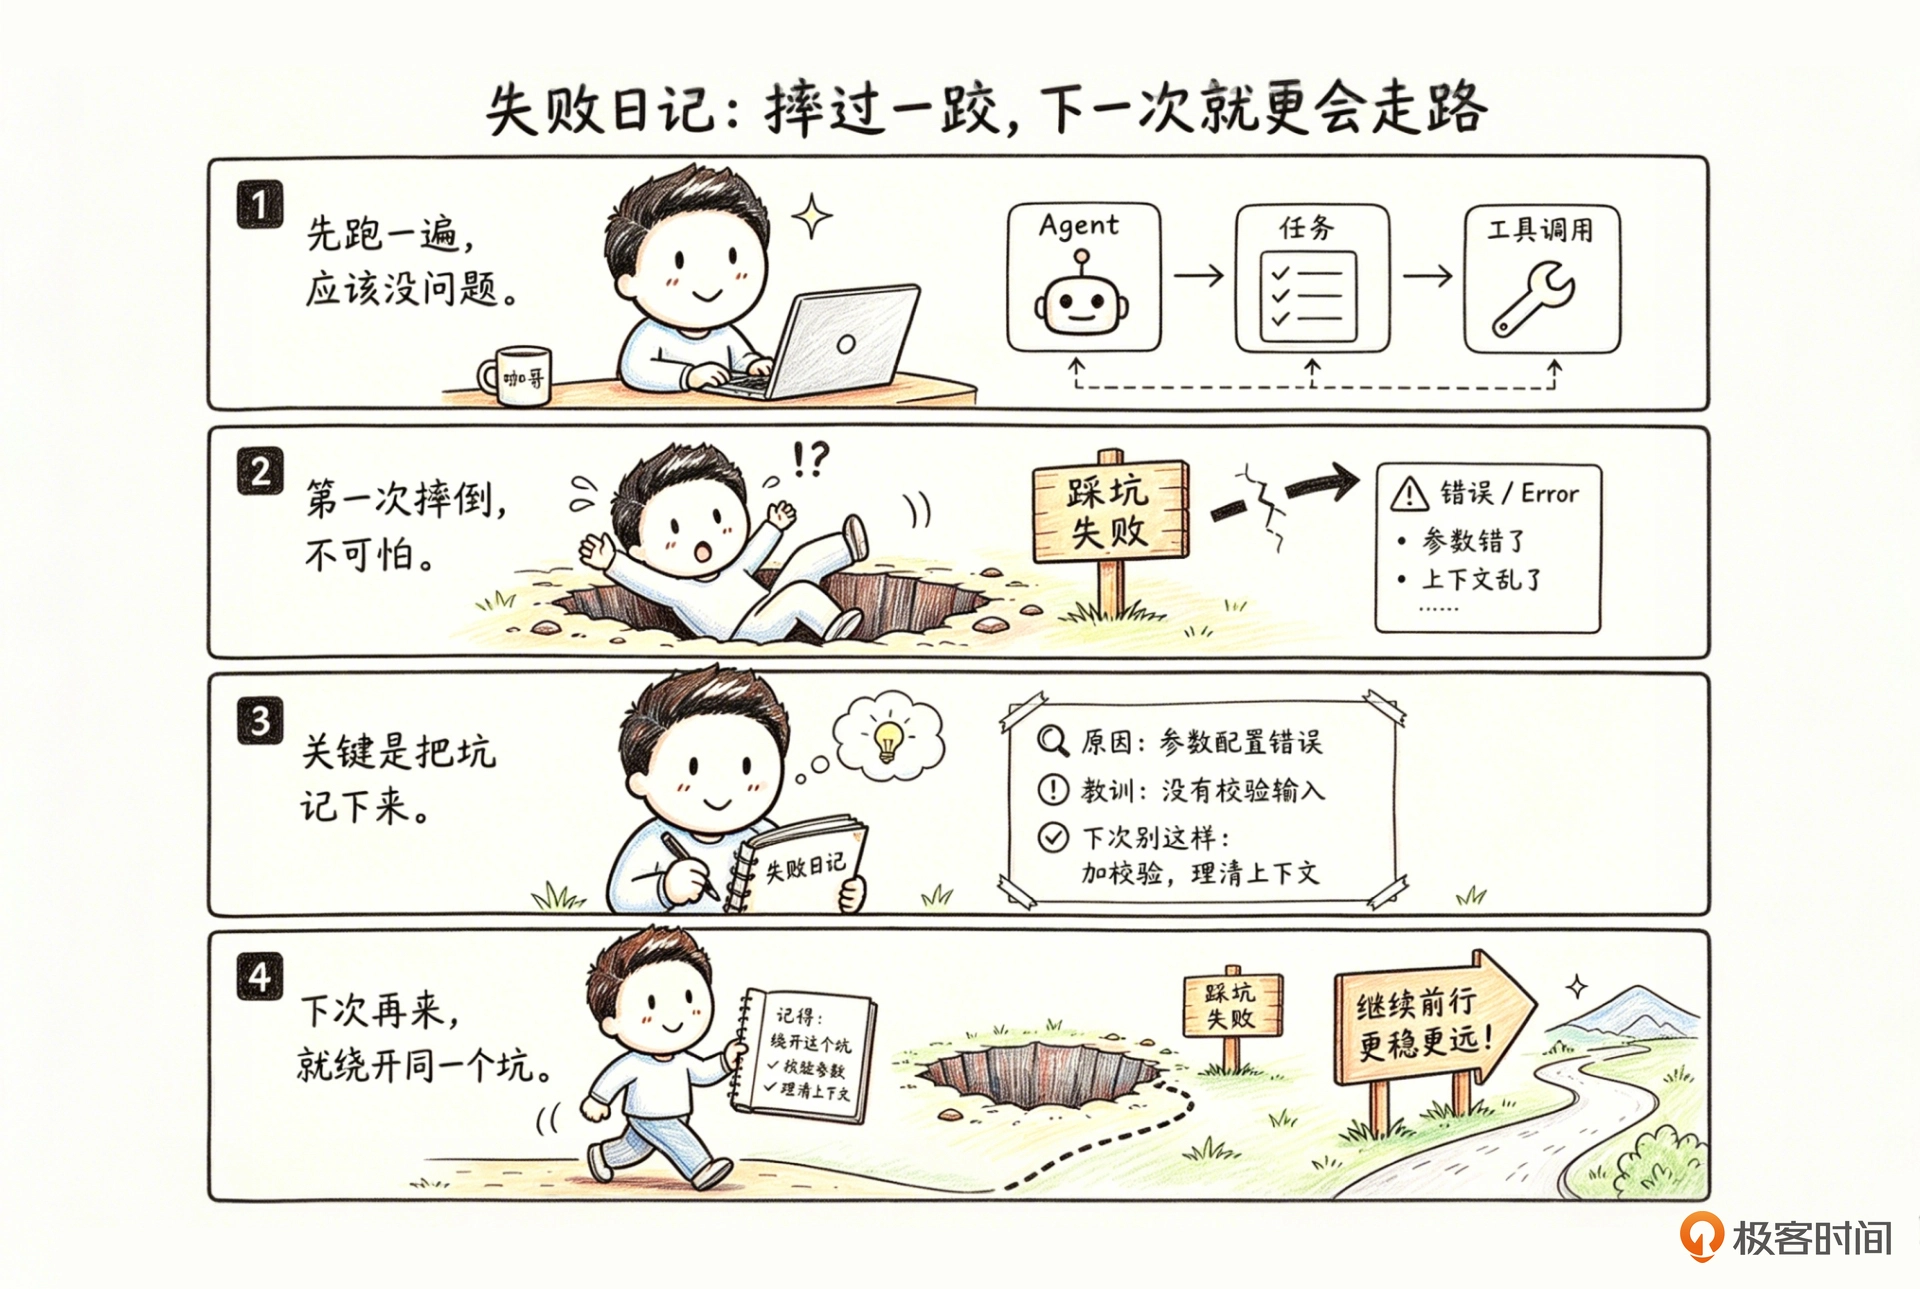 失败日记：摔过一跤，下一次就更会走路
1
先跑一遍，
应该没问题。
咖哥
Agent
任务
工具调用
2
第一次摔倒，
不可怕。
!?
踩坑
失败
错误 / Error
• 参数错了
• 上下文乱了
……
3
关键是把坑
记下来。
失败日记
原因：参数配置错误
教训：没有校验输入
下次别这样：
加校验，理清上下文
4
下次再来，
就绕开同一个坑。
记得：
绕开这个坑
✓ 校验参数
✓ 理清上下文
踩坑
失败
继续前行
更稳更远！
极客时间